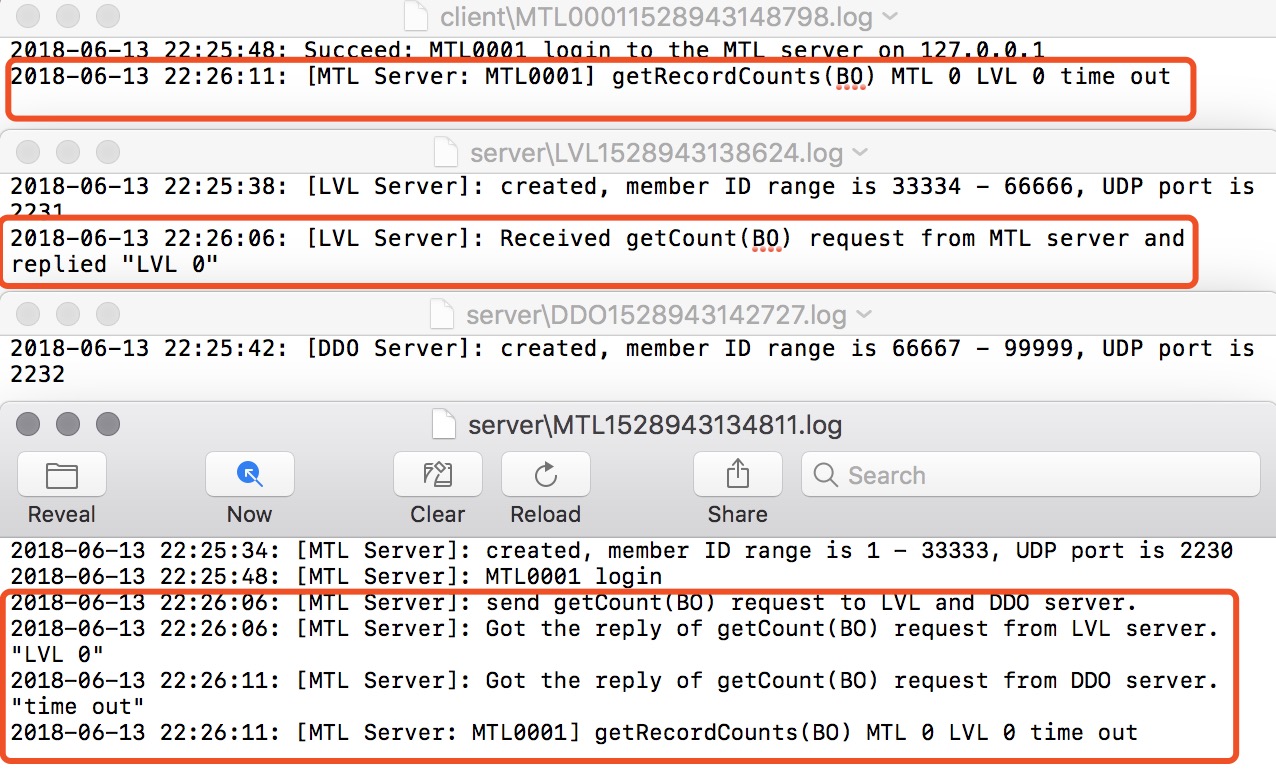 client\MTL00011528943148798.log
2018-06-13 22:25:48: Succeed: MTL0001 login to the MTL server on 127.0.0.1
2018-06-13 22:26:11: [MTL Server: MTL0001] getRecordCounts(BO) MTL 0 LVL 0 time out
server\LVL1528943138624.log
2018-06-13 22:25:38: [LVL Server]: created, member ID range is 33334 - 66666, UDP port is
2231
2018-06-13 22:26:06: [LVL Server]: Received getCount(BO) request from MTL server and
replied "LVL 0"
server\DDO1528943142727.log
2018-06-13 22:25:42: [DDO Server]: created, member ID range is 66667 - 99999, UDP port is
2232
server\MTL1528943134811.log
Search
Reveal Now Clear Reload Share
2018-06-13 22:25:34: [MTL Server]: created, member ID range is 1 - 33333, UDP port is 2230
2018-06-13 22:25:48: [MTL Server]: MTL0001 login
2018-06-13 22:26:06: [MTL Server]: send getCount(BO) request to LVL and DDO server.
2018-06-13 22:26:06: [MTL Server]: Got the reply of getCount(BO) request from LVL server.
"LVL 0"
2018-06-13 22:26:11: [MTL Server]: Got the reply of getCount(BO) request from DDO server.
"time out"
2018-06-13 22:26:11: [MTL Server: MTL0001] getRecordCounts(BO) MTL 0 LVL 0 time out